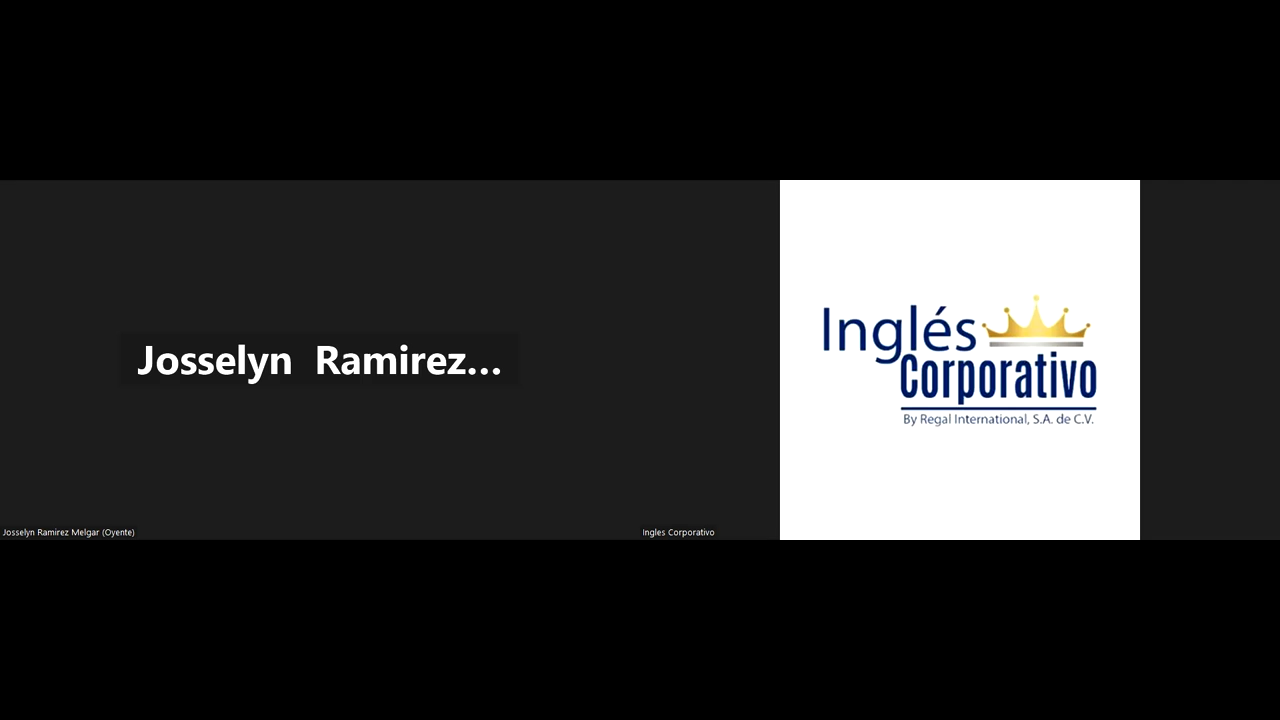 Josselyn  Ramirez...
Josselyn Ramirez Melgar (Oyente)
Inglés
Corporativo
By Regal International, S.A. de C.V.
Ingles Corporativo